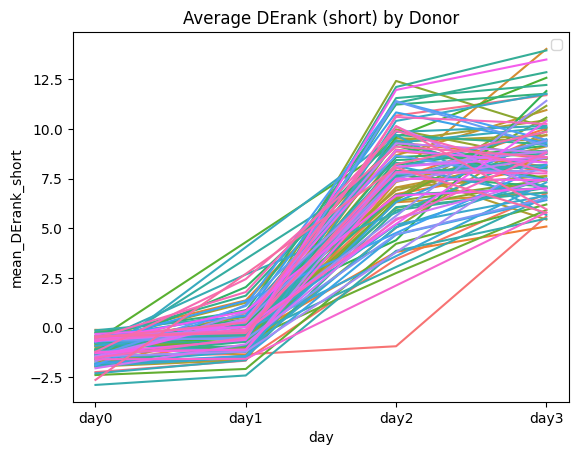 Average DErank (short) by Donor
mean_DErank_short
12.5
10.0
7.5
5.0
2.5
0.0
−2.5
day0 day1 day2 day3
day